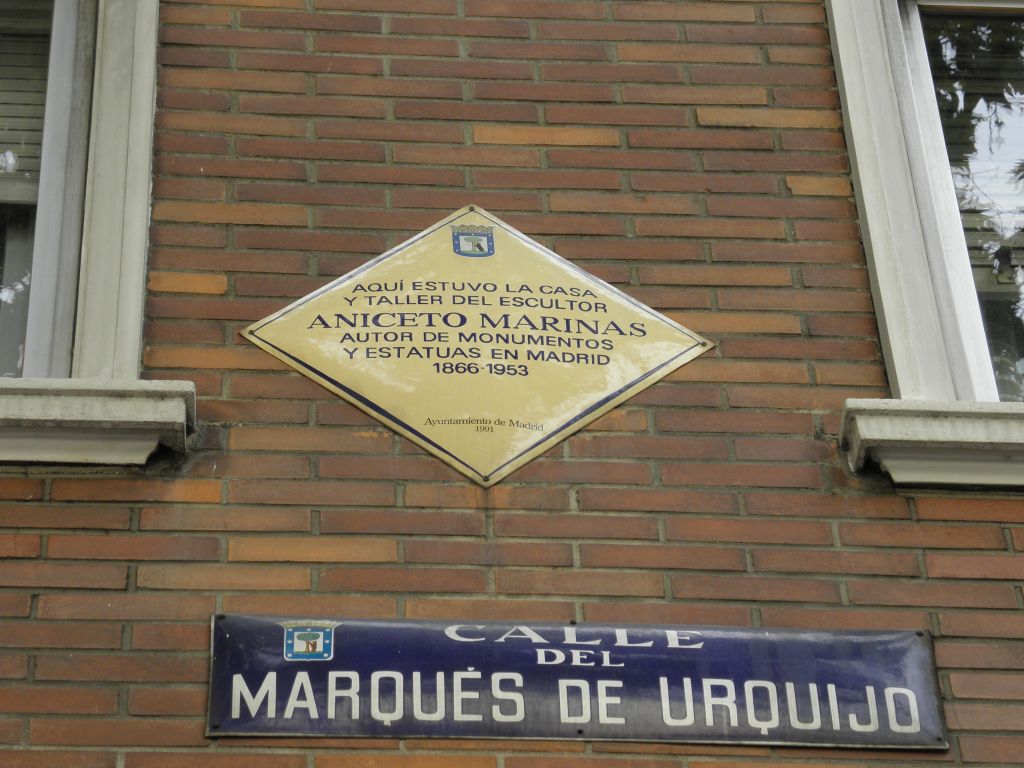 AQUÍ ESTUVO LA CASA
Y TALLER DEL ESCULTOR
ANICETO MARINAS
AUTOR DE MONUMENTOS
Y ESTATUAS EN MADRID
1866-1953
Ayuntamiento de Madrid
1991
CALLE
DEL
MARQUÉS DE URQUIJO